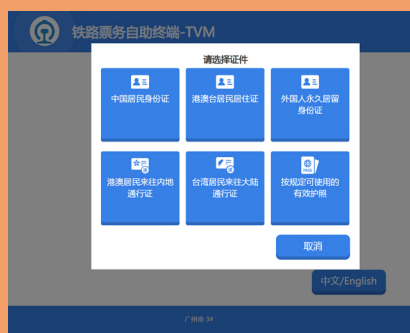 铁路票务自助终端-TVM
请选择证件
中国居民身份证
港澳台居民居住证
外国人永久居留
身份证
港澳居民来往内地
通行证
台湾居民来往大陆
通行证
PASS
按规定可使用的
有效护照
取消
中文/English
广州南 3#